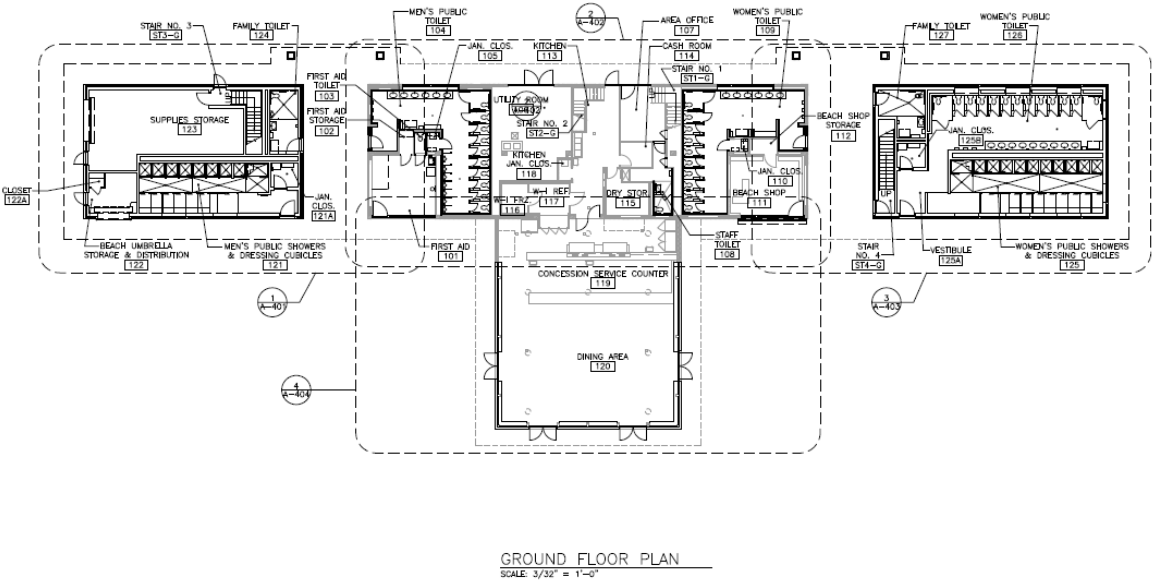 STAIR NO. 3
ST3-G
FAMILY TOILET
124
MEN'S PUBLIC
TOILET
104
JAN. CLOS.
105
2
A-402
KITCHEN
113
AREA OFFICE
107
CASH ROOM
114
STAIR NO. 1
ST1-G
WOMEN'S PUBLIC
TOILET
109
FAMILY TOILET
127
WOMEN'S PUBLIC
TOILET
126
FIRST AID
TOILET
103
FIRST AID
STORAGE
102
UTILITY ROOM
STAIR NO. 2
ST2-G
SUPPLIES STORAGE
123
BEACH SHOP
STORAGE
112
JAN. CLOS.
125B
KITCHEN
JAN. CLOS.
118
JAN. CLOS.
110
BEACH SHOP
111
CLOSET
122A
JAN.
CLOS.
121A
W-I FRZ.
116
W-I REF.
117
DRY STOR.
115
UP
BEACH UMBRELLA
STORAGE & DISTRIBUTION
122
MEN'S PUBLIC SHOWERS
& DRESSING CUBICLES
121
FIRST AID
101
STAFF
TOILET
108
STAIR
NO. 4
ST4-G
VESTIBULE
125A
WOMEN'S PUBLIC SHOWERS
& DRESSING CUBICLES
125
CONCESSION SERVICE COUNTER
119
1
A-401
3
A-403
DINING AREA
120
4
A-404
GROUND FLOOR PLAN
SCALE: 3/32" = 1'-0"